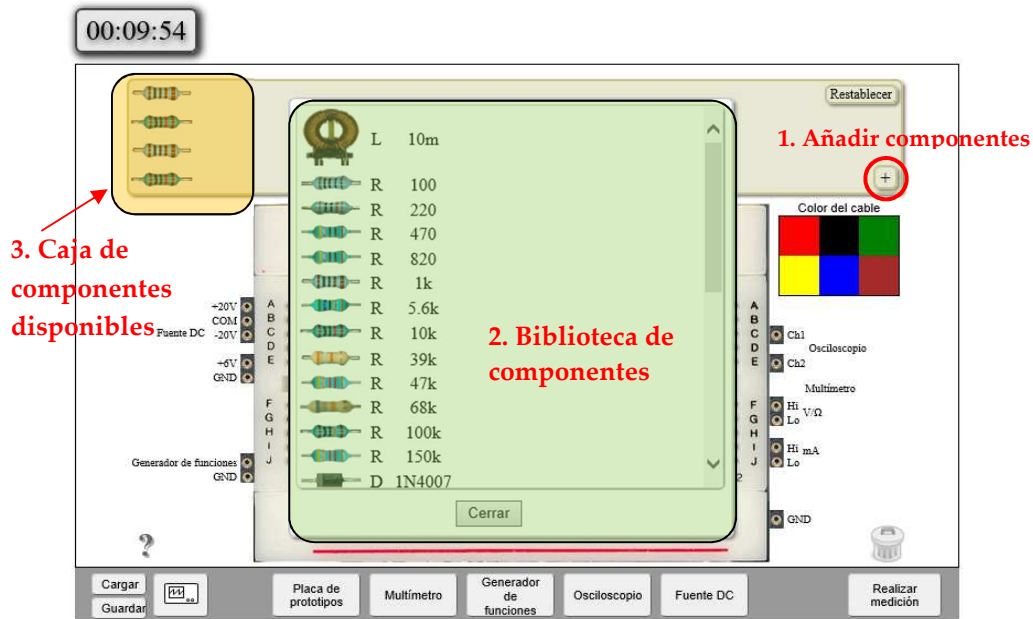 00:09:54
Restablecer
1. Añadir componentes
+
Color del cable
3. Caja de
componentes
disponibles
L 10m
R 100
R 220
R 470
R 820
R 1k
R 5.6k
R 10k
R 39k
R 47k
R 68k
R 100k
R 150k
D 1N4007
2. Biblioteca de
componentes
Cerrar
+20V
COM
Fuente DC -20V
+6V
GND
Generador de funciones
GND
A
B
C
D
E
F
G
H
I
J
A
B
C
D
E
F
G
H
I
J
2
Ch1
Osciloscopio
Ch2
Multímetro
Hi
V/Ω
Lo
Hi
mA
Lo
GND
?
Cargar
Guardar
Placa de
prototipos
Multímetro
Generador
de
funciones
Osciloscopio
Fuente DC
Realizar
medición